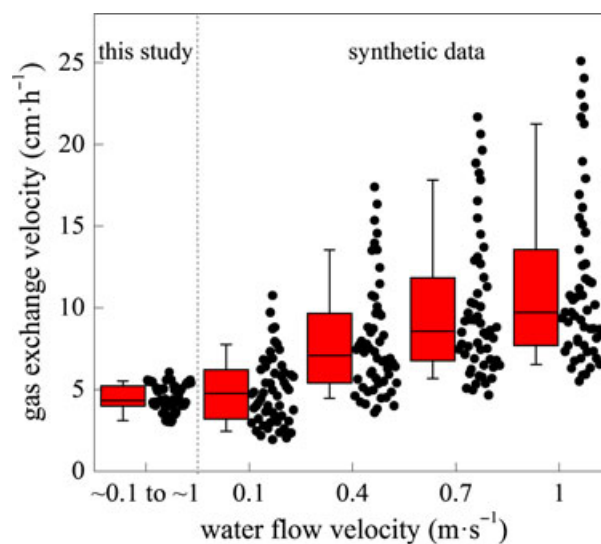 this study
synthetic data
gas exchange velocity (cm·h⁻¹)
25
20
15
10
5
0
~0.1 to ~1
0.1
0.4
0.7
1
water flow velocity (m·s⁻¹)